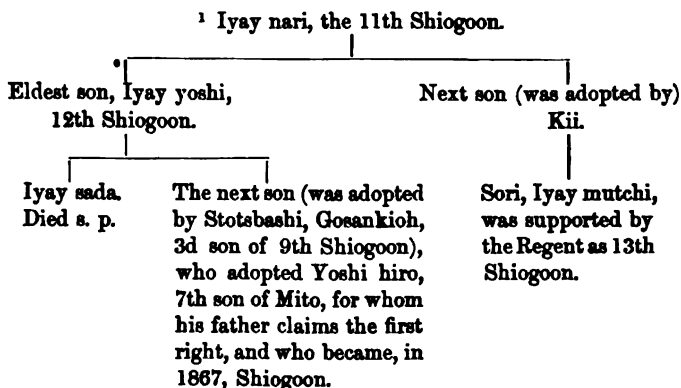 ¹ Iyay nari, the 11th Shiogoon.
Eldest son, Iyay yoshi,
12th Shiogoon.
Next son (was adopted by)
Kii.
Iyay sada.
Died s. p.
The next son (was adopted
by Stotsbashi, Gosankioh,
3d son of 9th Shiogoon),
who adopted Yoshi hiro,
7th son of Mito, for whom
his father claims the first
right, and who became, in
1867, Shiogoon.
Sori, Iyay mutchi,
was supported by
the Regent as 13th
Shiogoon.